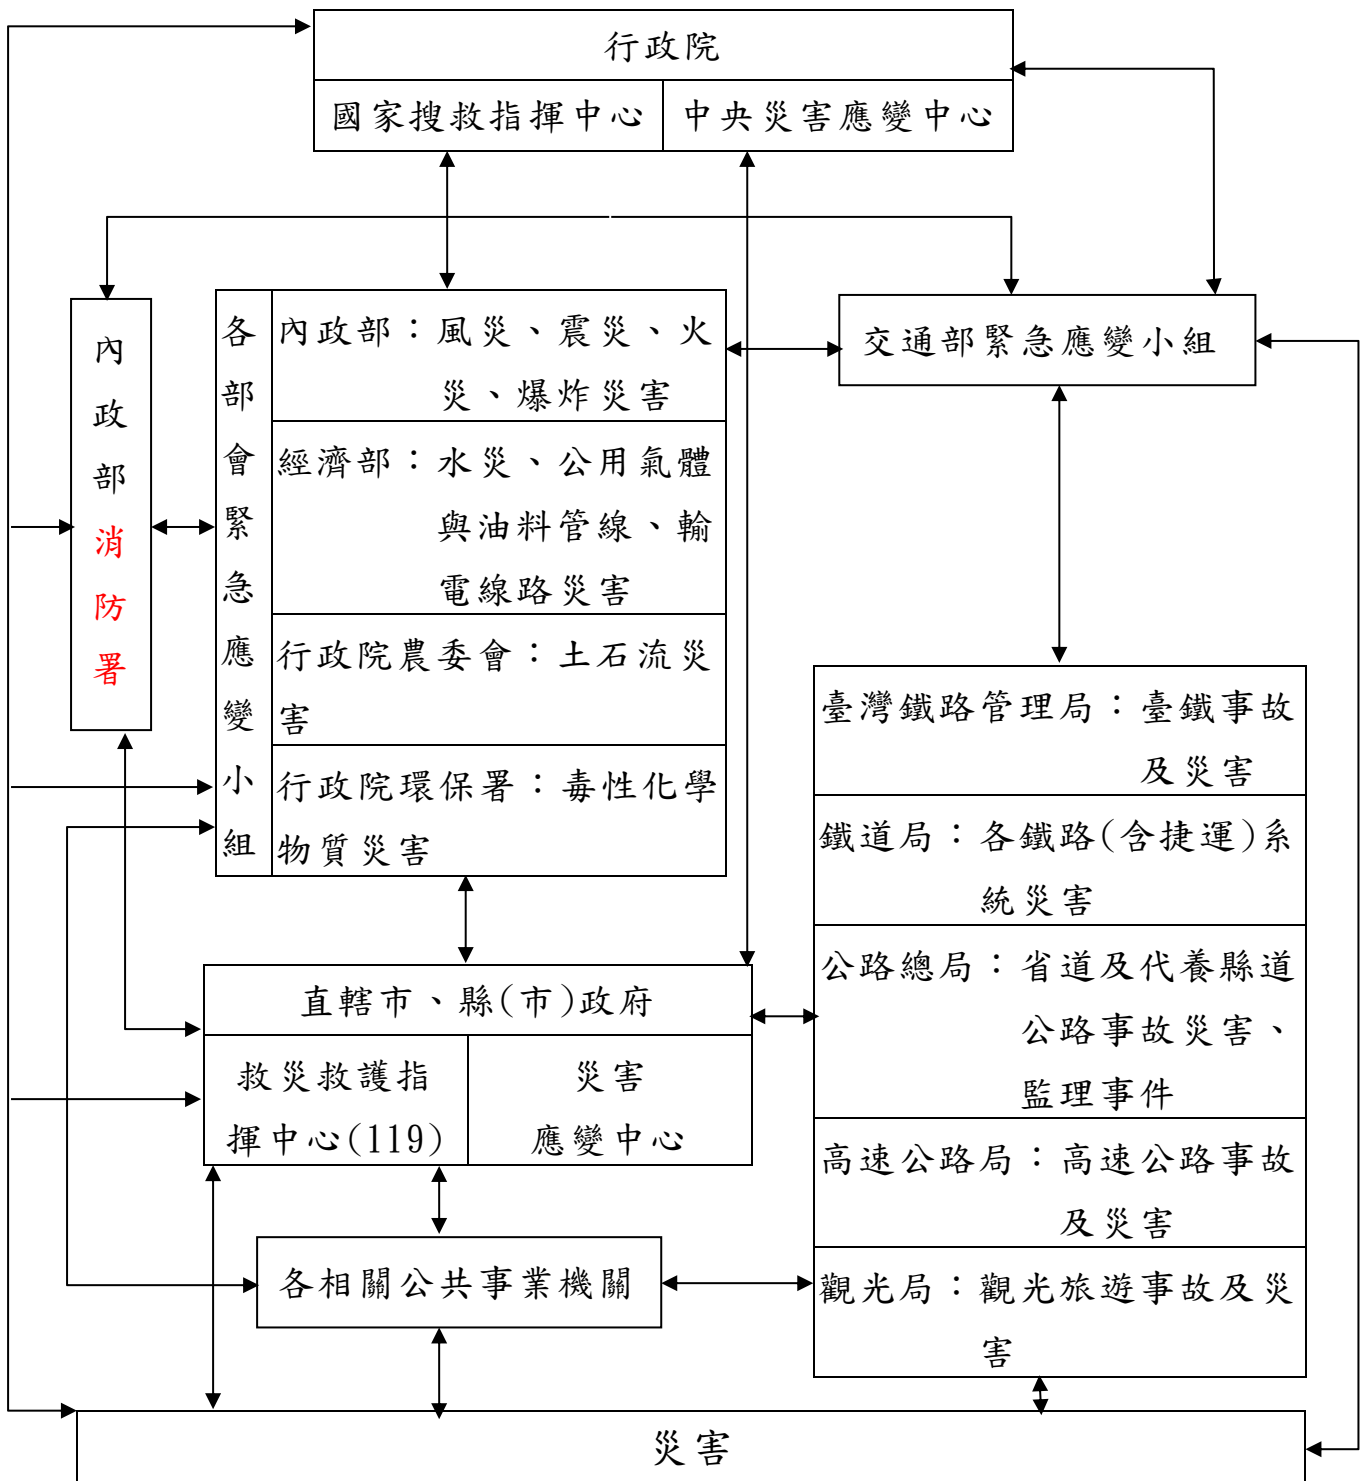 行政院
國家搜救指揮中心
中央災害應變中心
內政部消防署
各部會緊急應變小組
內政部：風災、震災、火
災、爆炸災害
經濟部：水災、公用氣體
與油料管線、輸
電線路災害
行政院農委會：土石流災
害
行政院環保署：毒性化學
物質災害
交通部緊急應變小組
臺灣鐵路管理局：臺鐵事故
及災害
鐵道局：各鐵路(含捷運)系
統災害
公路總局：省道及代養縣道
公路事故災害、
監理事件
高速公路局：高速公路事故
及災害
觀光局：觀光旅遊事故及災
害
直轄市、縣(市)政府
救災救護指
揮中心(119)
災害
應變中心
各相關公共事業機關
災害